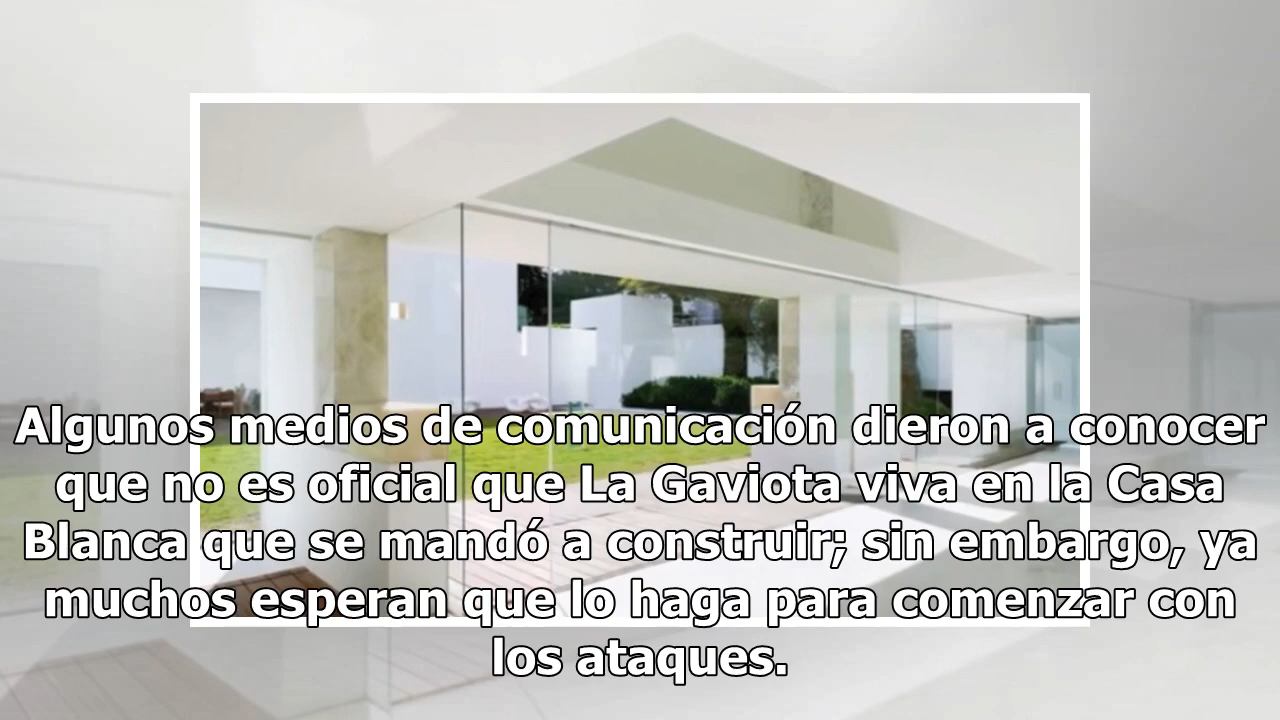 Algunos medios de comunicación dieron a conocer
que no es oficial que La Gaviota viva en la Casa
Blanca que se mandó a construir; sin embargo, ya
muchos esperan que lo haga para comenzar con
los ataques.